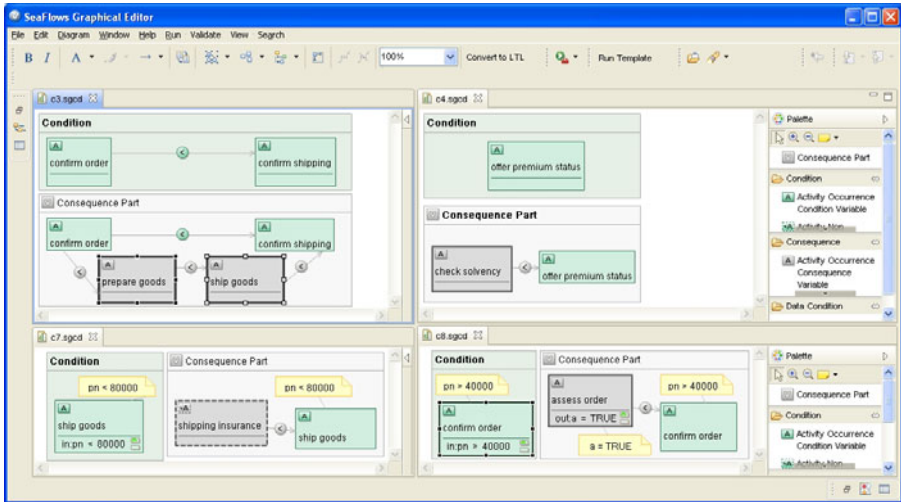 SeaFlows Graphical Editor
File Edit Diagram Window Help Run Validate View Search
B I A 100% Convert to LTL Run Template
c3.sgcd
Condition
A
confirm order
<
A
confirm shipping
Consequence Part
A
confirm order
<
A
confirm shipping
<
A
prepare goods
<
A
ship goods
<
c4.sgcd
Condition
A
offer premium status
Consequence Part
A
check solvency
<
A
offer premium status
Palette
Consequence Part
Condition
A Activity Occurrence
Condition Variable
Consequence
A Activity Occurrence
Consequence
Variable
Data Condition
c7.sgcd
Condition
pn < 80000
A
ship goods
in:pn < 80000
Consequence Part
pn < 80000
shipping insurance
<
A
ship goods
c8.sgcd
Condition
pn > 40000
A
confirm order
in:pn > 40000
Consequence Part
A
assess order
out:a = TRUE
a = TRUE
<
pn > 40000
A
confirm order
Palette
Consequence Part
Condition
A Activity Occurrence
Condition Variable